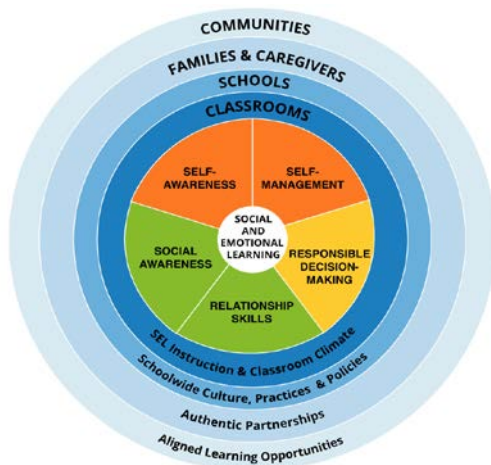 COMMUNITIES
FAMILIES & CAREGIVERS
SCHOOLS
CLASSROOMS
SELF-
AWARENESS
SELF-
MANAGEMENT
SOCIAL
AND
EMOTIONAL
LEARNING
SOCIAL
AWARENESS
RESPONSIBLE
DECISION-
MAKING
RELATIONSHIP
SKILLS
SEL Instruction & Classroom Climate
Schoolwide Culture, Practices & Policies
Authentic Partnerships
Aligned Learning Opportunities